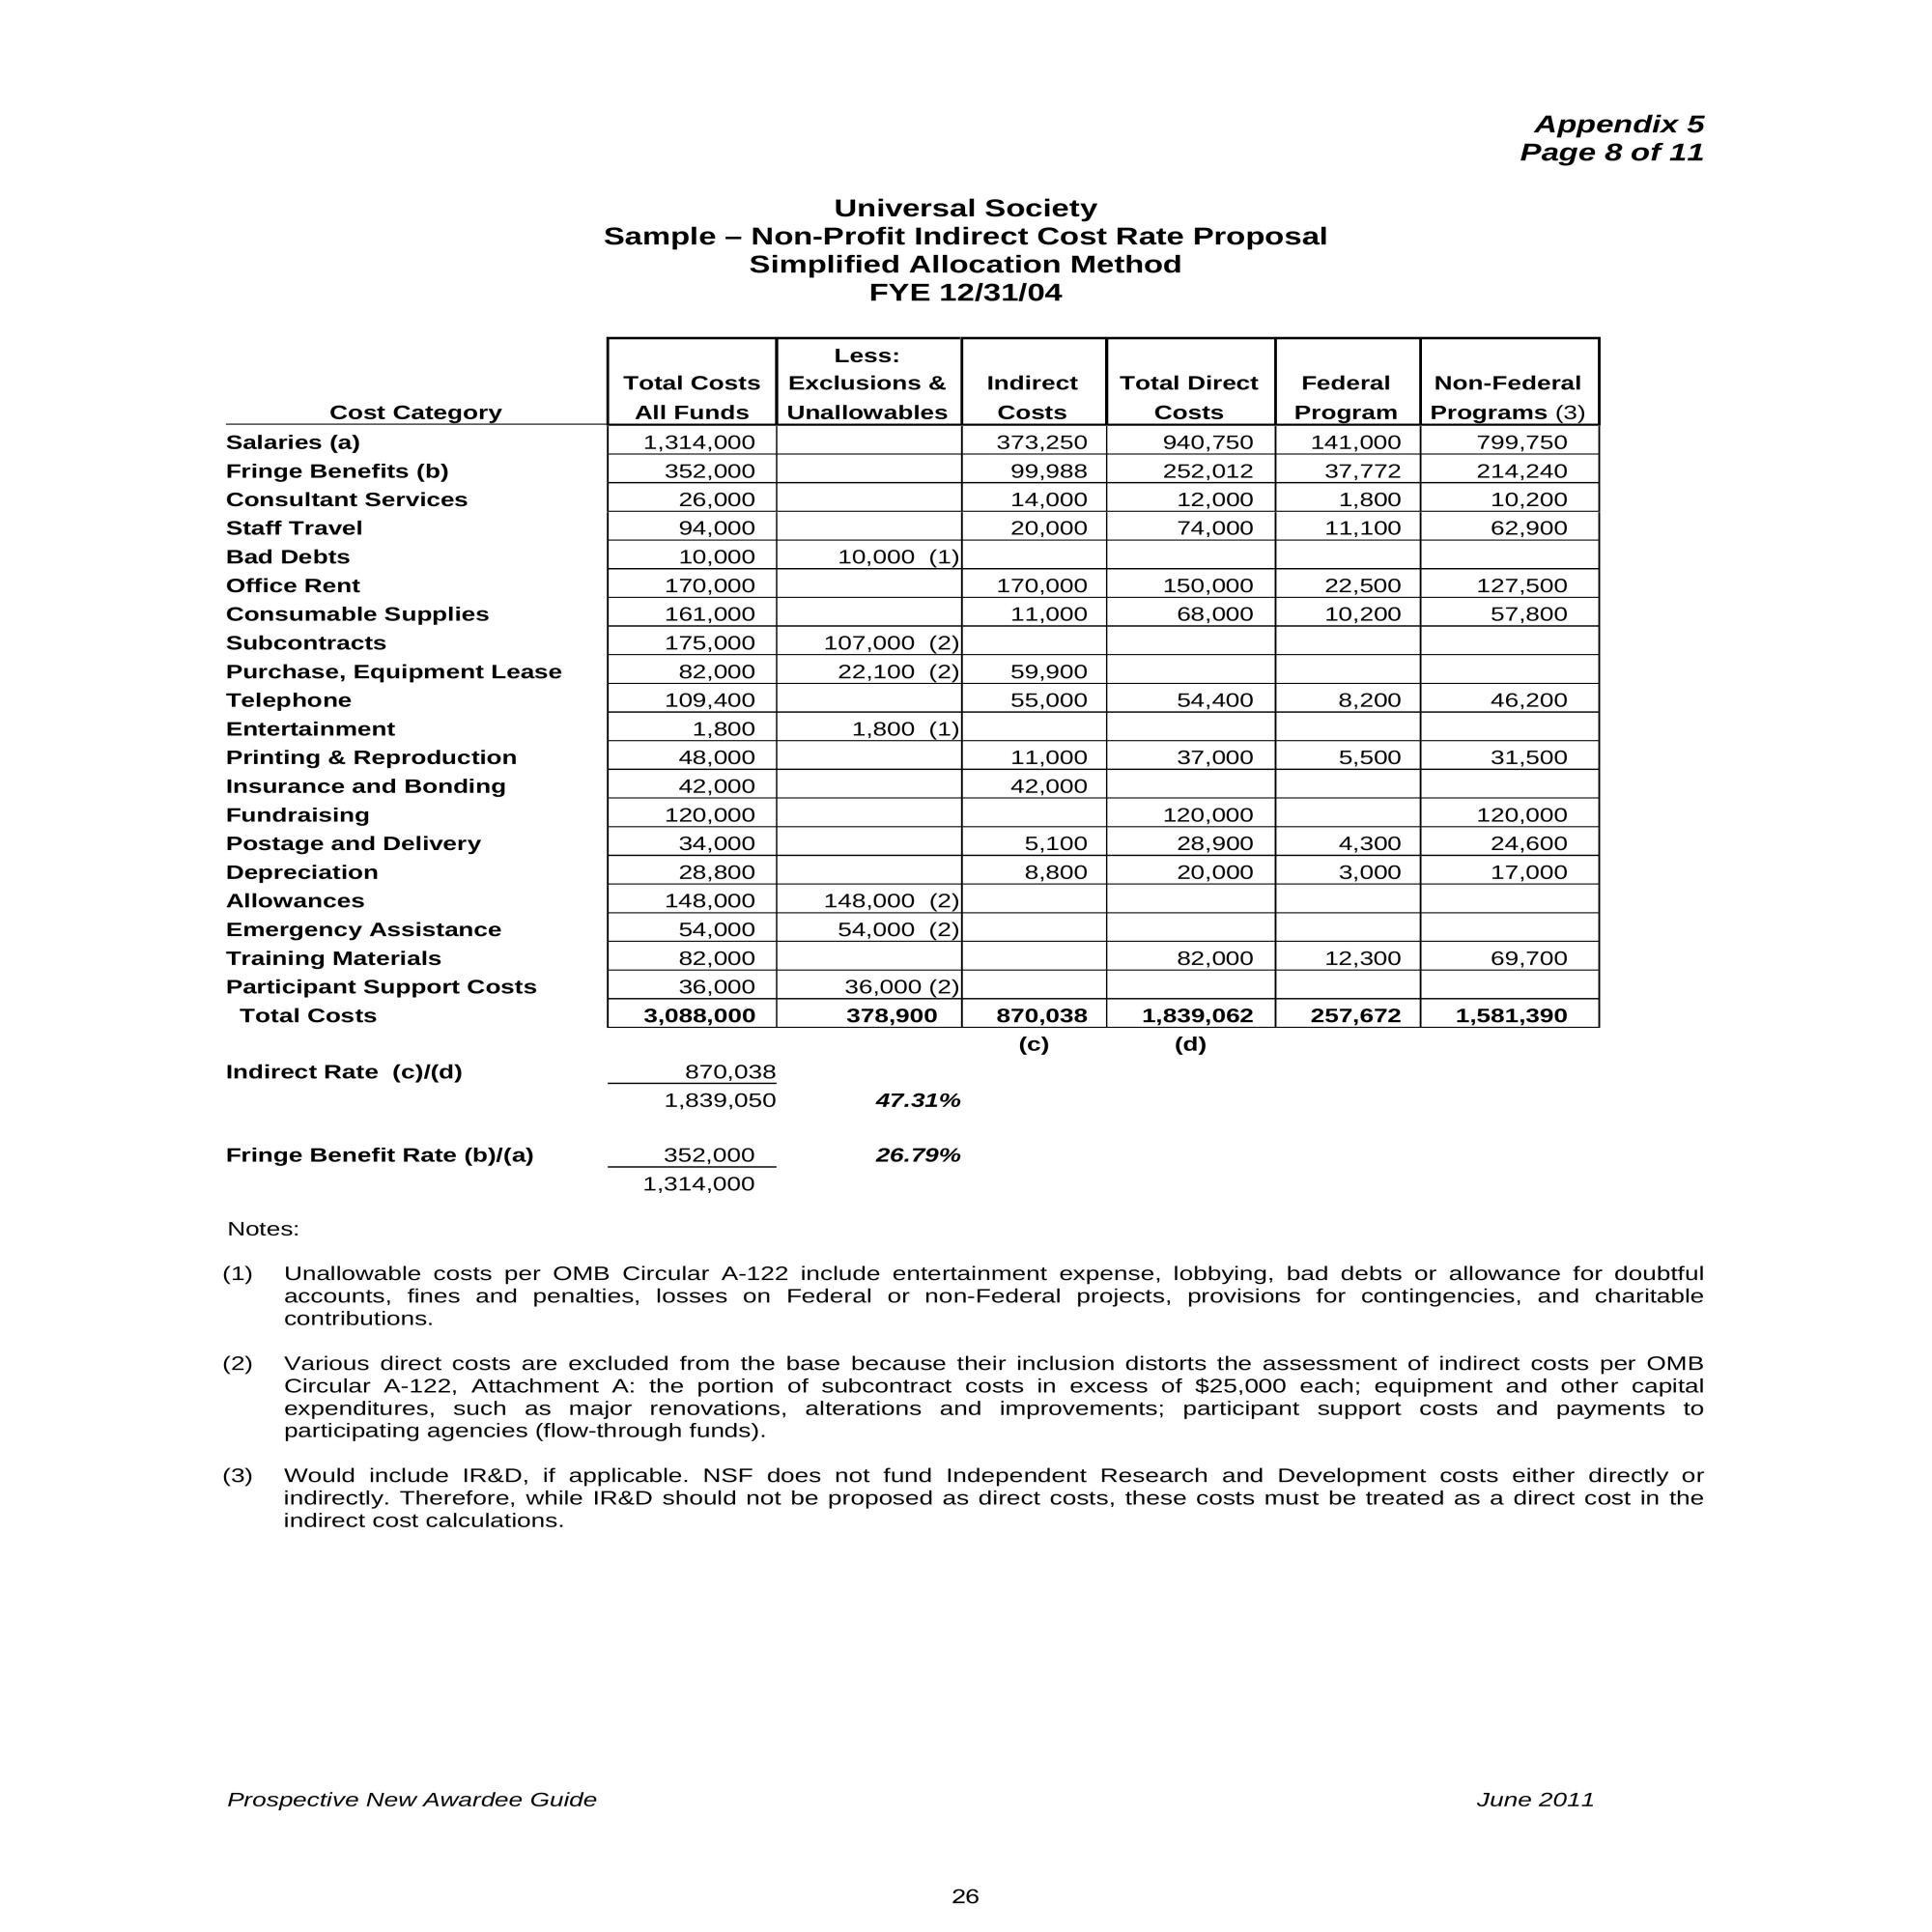 Appendix 5
Page 8 of 11
Universal Society
Sample – Non-Profit Indirect Cost Rate Proposal
Simplified Allocation Method
FYE 12/31/04
Less:
Total Costs Exclusions & Indirect Total Direct Federal Non-Federal
Cost Category All Funds Unallowables Costs Costs Program Programs (3)
Salaries (a) 1,314,000 373,250 940,750 141,000 799,750
Fringe Benefits (b) 352,000 99,988 252,012 37,772 214,240
Consultant Services 26,000 14,000 12,000 1,800 10,200
Staff Travel 94,000 20,000 74,000 11,100 62,900
Bad Debts 10,000 10,000 (1)
Office Rent 170,000 170,000 150,000 22,500 127,500
Consumable Supplies 161,000 11,000 68,000 10,200 57,800
Subcontracts 175,000 107,000 (2)
Purchase, Equipment Lease 82,000 22,100 (2) 59,900
Telephone 109,400 55,000 54,400 8,200 46,200
Entertainment 1,800 1,800 (1)
Printing & Reproduction 48,000 11,000 37,000 5,500 31,500
Insurance and Bonding 42,000 42,000
Fundraising 120,000 120,000 120,000
Postage and Delivery 34,000 5,100 28,900 4,300 24,600
Depreciation 28,800 8,800 20,000 3,000 17,000
Allowances 148,000 148,000 (2)
Emergency Assistance 54,000 54,000 (2)
Training Materials 82,000 82,000 12,300 69,700
Participant Support Costs 36,000 36,000 (2)
Total Costs 3,088,000 378,900 870,038 1,839,062 257,672 1,581,390
(c) (d)
Indirect Rate (c)/(d) 870,038
1,839,050 47.31%
Fringe Benefit Rate (b)/(a) 352,000 26.79%
1,314,000
Notes:
(1) Unallowable costs per OMB Circular A-122 include entertainment expense, lobbying, bad debts or allowance for doubtful
accounts, fines and penalties, losses on Federal or non-Federal projects, provisions for contingencies, and charitable
contributions.
(2) Various direct costs are excluded from the base because their inclusion distorts the assessment of indirect costs per OMB
Circular A-122, Attachment A: the portion of subcontract costs in excess of $25,000 each; equipment and other capital
expenditures, such as major renovations, alterations and improvements; participant support costs and payments to
participating agencies (flow-through funds).
(3) Would include IR&D, if applicable. NSF does not fund Independent Research and Development costs either directly or
indirectly. Therefore, while IR&D should not be proposed as direct costs, these costs must be treated as a direct cost in the
indirect cost calculations.
Prospective New Awardee Guide June 2011
26